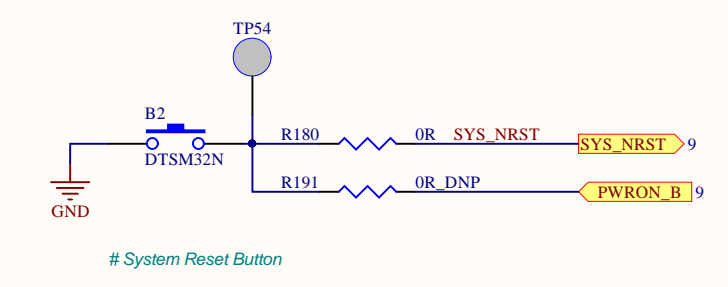 TP54
B2
R180 0R SYS_NRST SYS_NRST 9
DTSM32N
R191 0R_DNP PWRON_B 9
GND
# System Reset Button